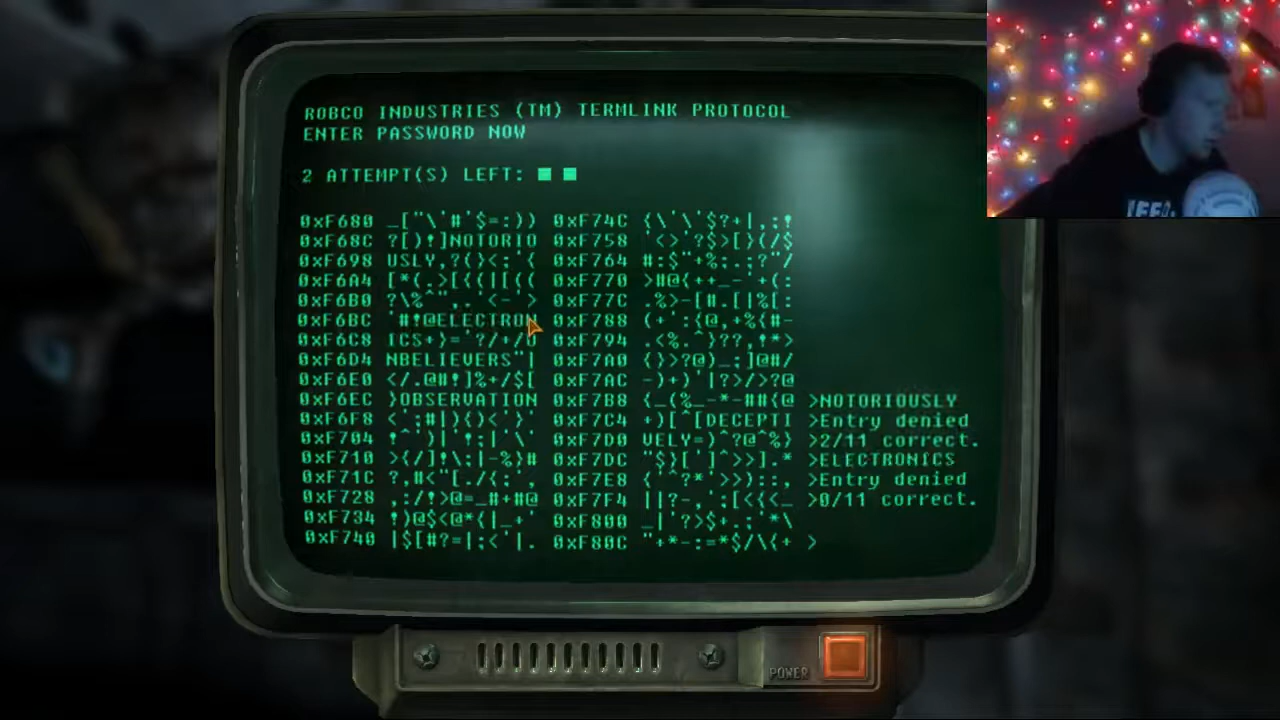 ROBCO INDUSTRIES (TM) TERMLINK PROTOCOL
ENTER PASSWORD NOW
2 ATTEMPT(S) LEFT: ■ ■
0xF680 _["\'#'$=:))
0xF68C ?[)!]NOTORIO
0xF698 USLY,?(}<;'{
0xF6A4 [*(.>[{(|[((
0xF6B0 ?\%^",.'<-'>
0xF6BC '#!@ELECTRON
0xF6C8 ICS+}='?/+/U
0xF6D4 NBELIEVERS"|
0xF6E0 </.@#!]%+/$[
0xF6EC }OBSERVATION
0xF6F8 <';#|){)<'}'
0xF704 !^')|'!;|'\'
0xF710 >{/]!\;|-%}#
0xF71C ?,#<"[./{:',
0xF728 ,:/!>@=_#+#@
0xF734 !)@$<@*{|_+'
0xF740 |$[#?=|;<'|.
0xF74C {\'\'$?+|,;!
0xF758 '<>'?$>[}(/$
0xF764 #:$"+%;.;?"/
0xF770 >#@{++_-''+(:
0xF77C .%>-[#.[|%[:
0xF788 (+':{@,+%{#-
0xF794 .<%.^}??,!*>
0xF7A0 {}>?@)_;]@#/
0xF7AC -)+)'|?>/>?@
0xF7B8 {_(%_-*-##{@
0xF7C4 +)[^[DECEPTI
0xF7D0 VELY=)^?@^%}
0xF7DC "$}[']^>>].*
0xF7E8 {'^?*'>>)::,
0xF7F4 ||?-,';[<{<_
0xF800 _|'?>$+.;'*\
0xF80C "+*-:=*$/\{+
>NOTORIOUSLY
>Entry denied
>2/11 correct.
>ELECTRONICS
>Entry denied
>0/11 correct.
>
POWER